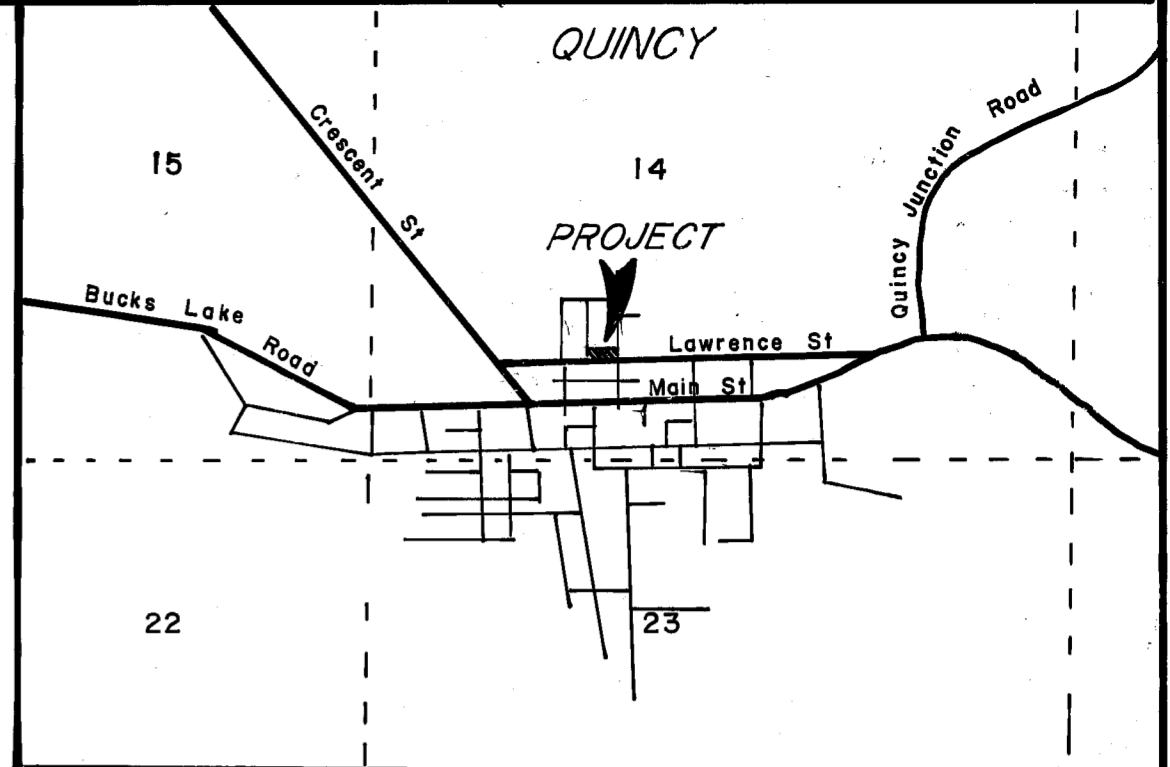 QUINCY
15
14
Crescent St
Quincy Junction Road
PROJECT
Bucks Lake Road
Lawrence St
Main St
22
23